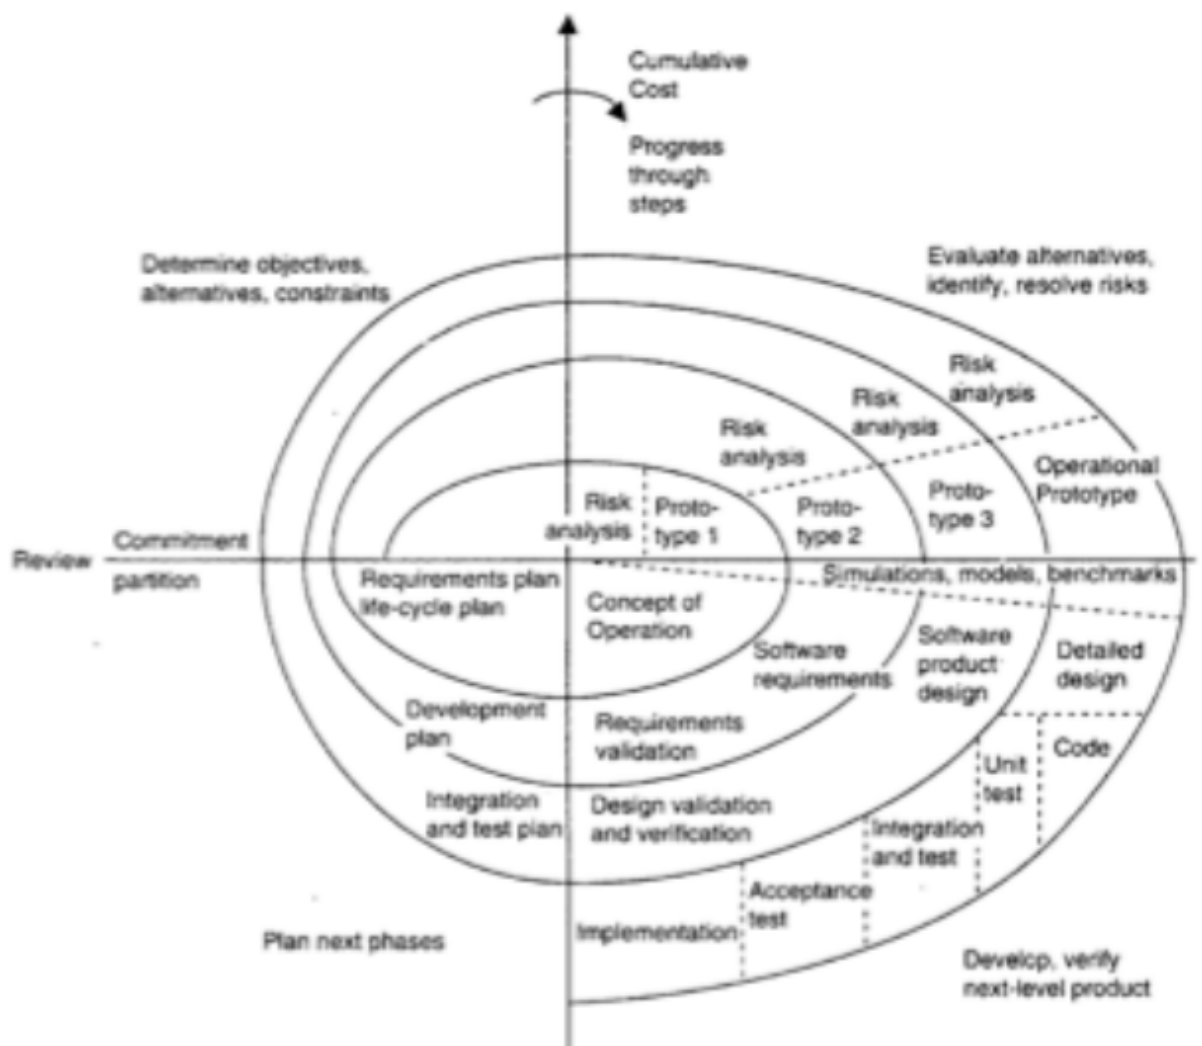 Cumulative
Cost
Progress
through
steps
Determine objectives,
alternatives, constraints
Evaluate alternatives,
identify, resolve risks
Risk
analysis
Risk
analysis
Risk
analysis
Operational
Prototype
Risk
analysis
Proto-
type 1
Proto-
type 2
Proto-
type 3
Review
Commitment
partition
Requirements plan
life-cycle plan
Concept of
Operation
Simulations, models, benchmarks
Software
requirements
Software
product
design
Detailed
design
Development
plan
Requirements
validation
Code
Unit
test
Integration
and test plan
Design validation
and verification
Integration
and test
Acceptance
test
Implementation
Plan next phases
Develop, verify
next-level product